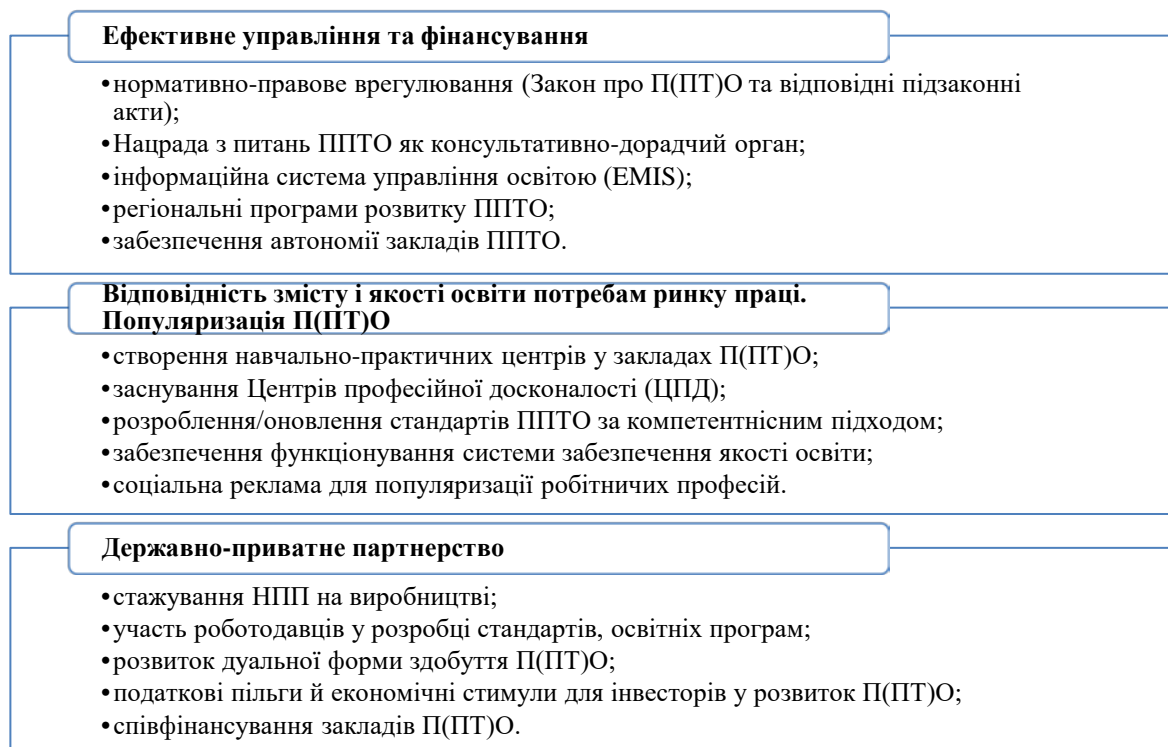 Ефективне управління та фінансування
•нормативно-правове врегулювання (Закон про П(ПТ)О та відповідні підзаконні
акти);
•Нацрада з питань ППТО як консультативно-дорадчий орган;
•інформаційна система управління освітою (EMIS);
•регіональні програми розвитку ППТО;
•забезпечення автономії закладів ППТО.
Відповідність змісту і якості освіти потребам ринку праці.
Популяризація П(ПТ)О
•створення навчально-практичних центрів у закладах П(ПТ)О;
•заснування Центрів професійної досконалості (ЦПД);
•розроблення/оновлення стандартів ППТО за компетентнісним підходом;
•забезпечення функціонування системи забезпечення якості освіти;
•соціальна реклама для популяризації робітничих професій.
Державно-приватне партнерство
•стажування НПП на виробництві;
•участь роботодавців у розробці стандартів, освітніх програм;
•розвиток дуальної форми здобуття П(ПТ)О;
•податкові пільги й економічні стимули для інвесторів у розвиток П(ПТ)О;
•співфінансування закладів П(ПТ)О.